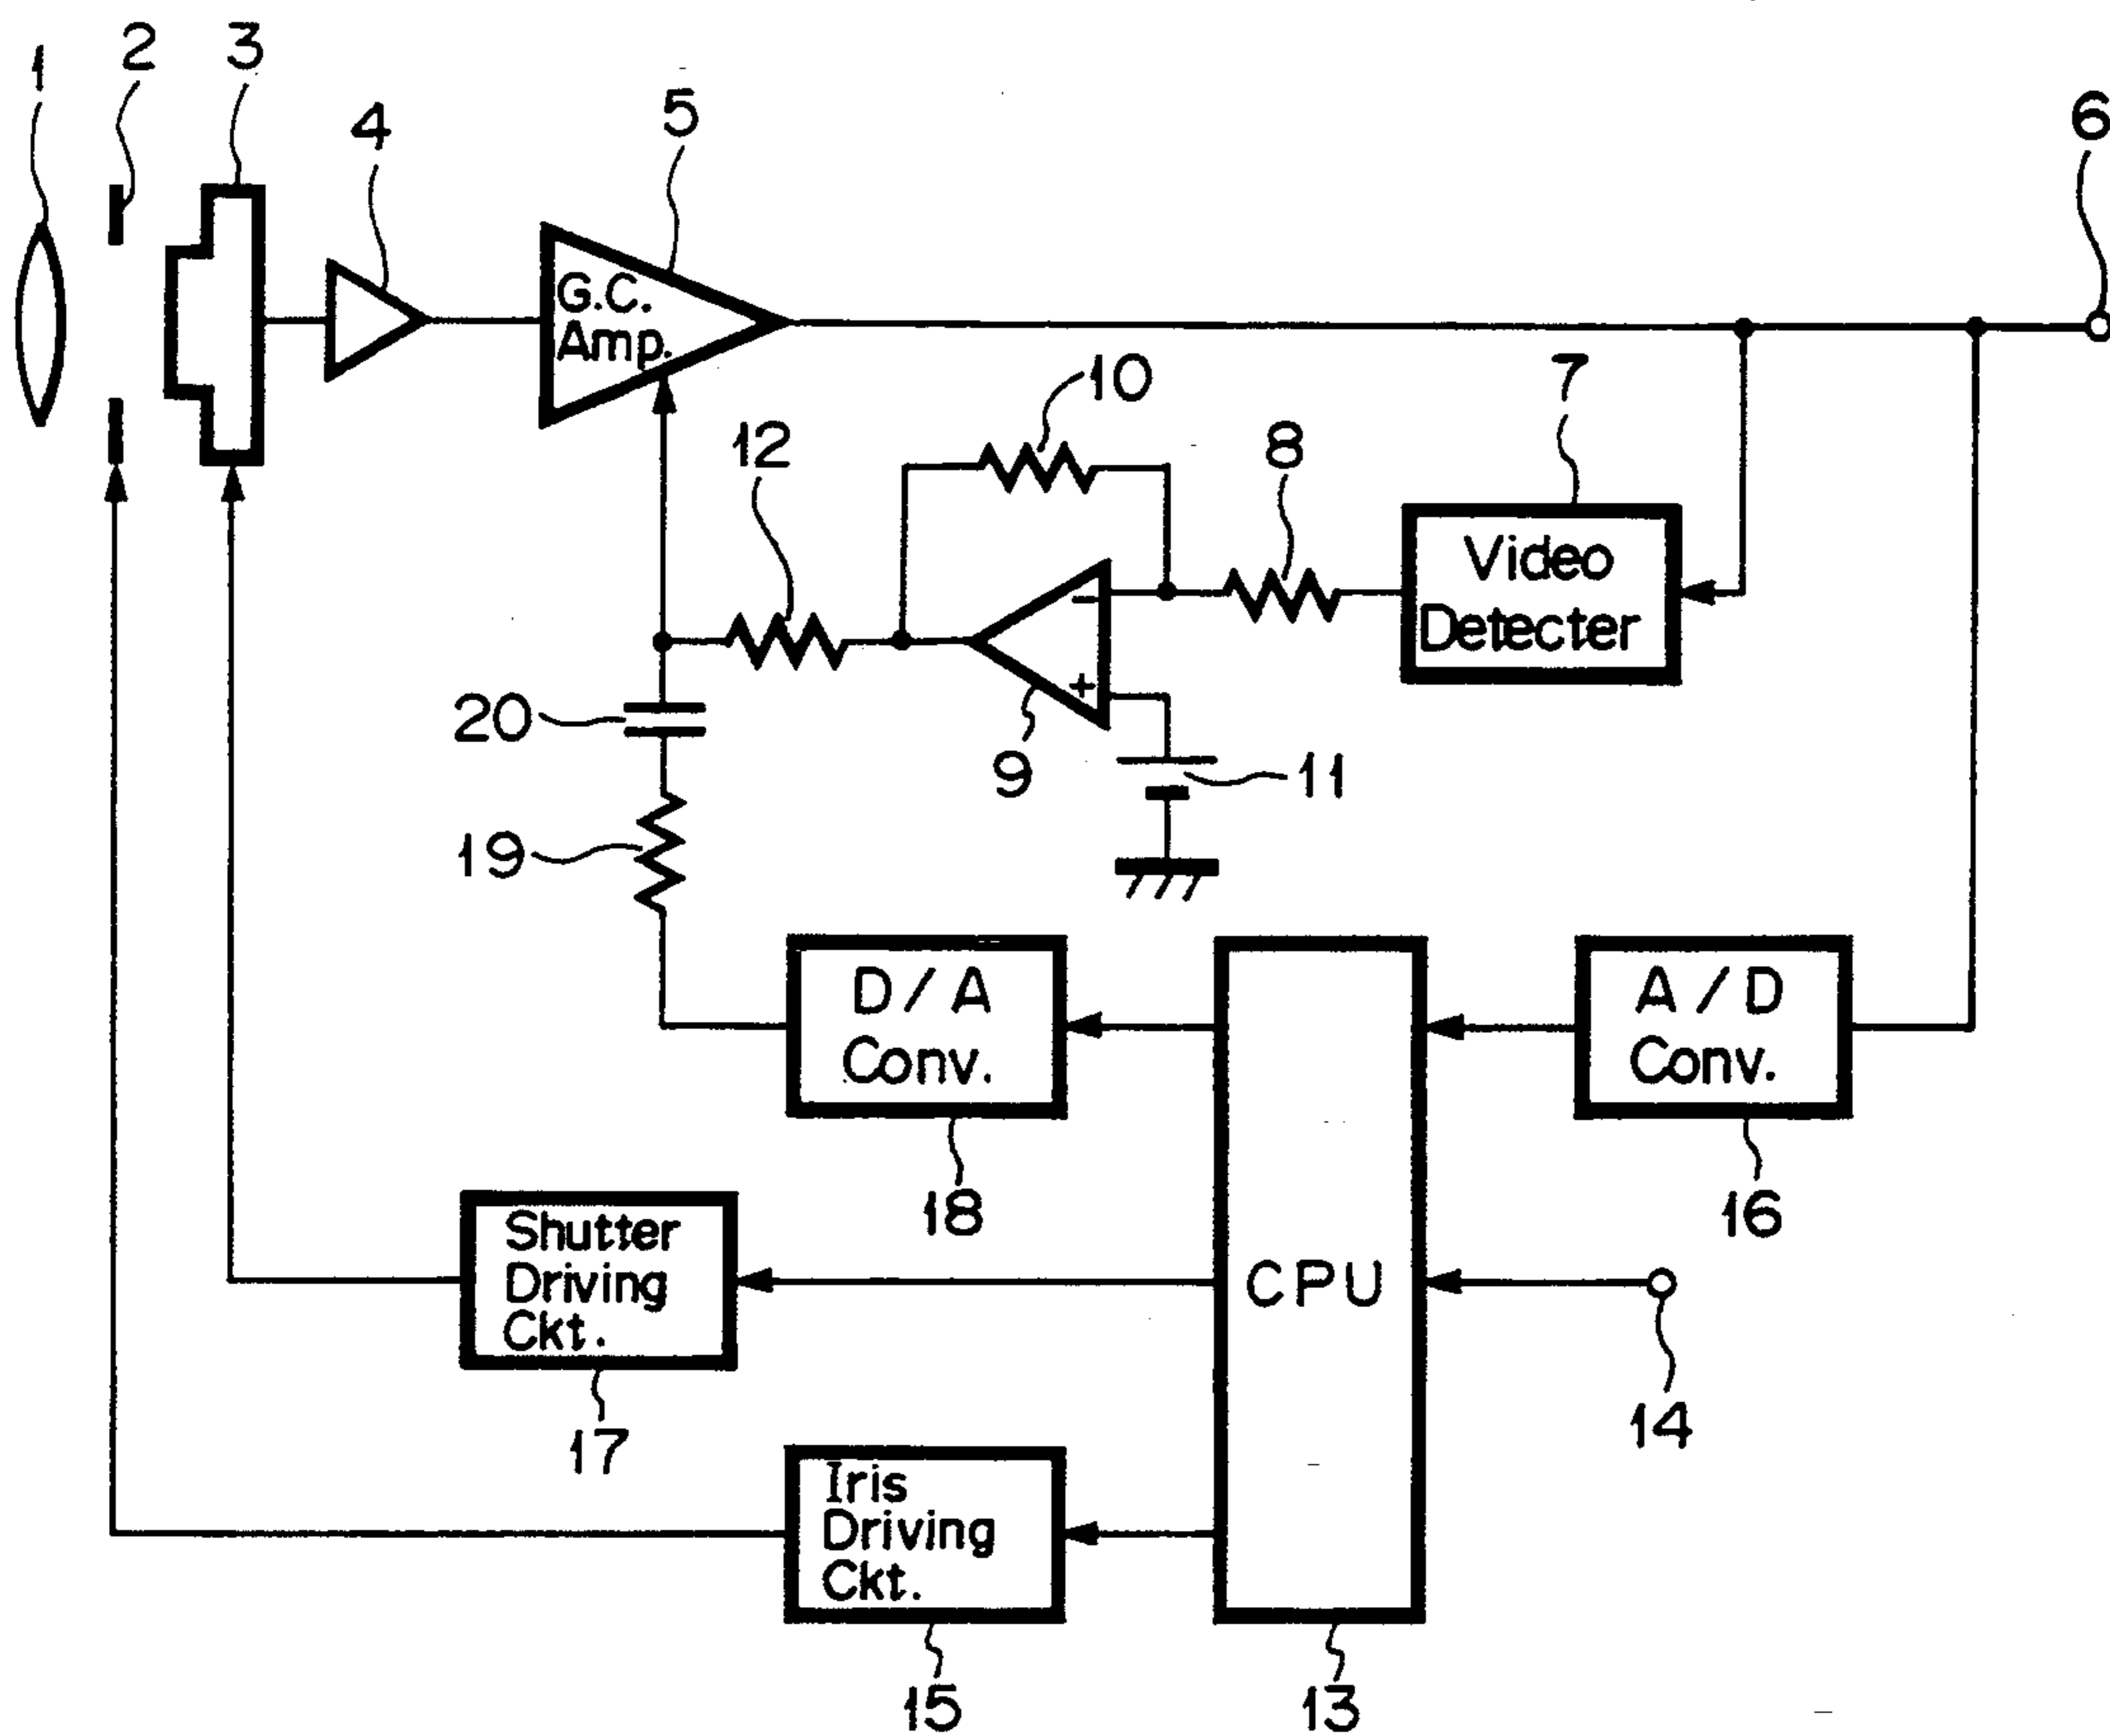 1
2
3
4
5
6
G.C.
Amp.
7
10
8
12
Video
Detecter
-
+
20
9
11
19
D/A
Conv.
A/D
Conv.
18
16
Shutter
Driving
Ckt.
CPU
14
17
Iris
Driving
Ckt.
15
13